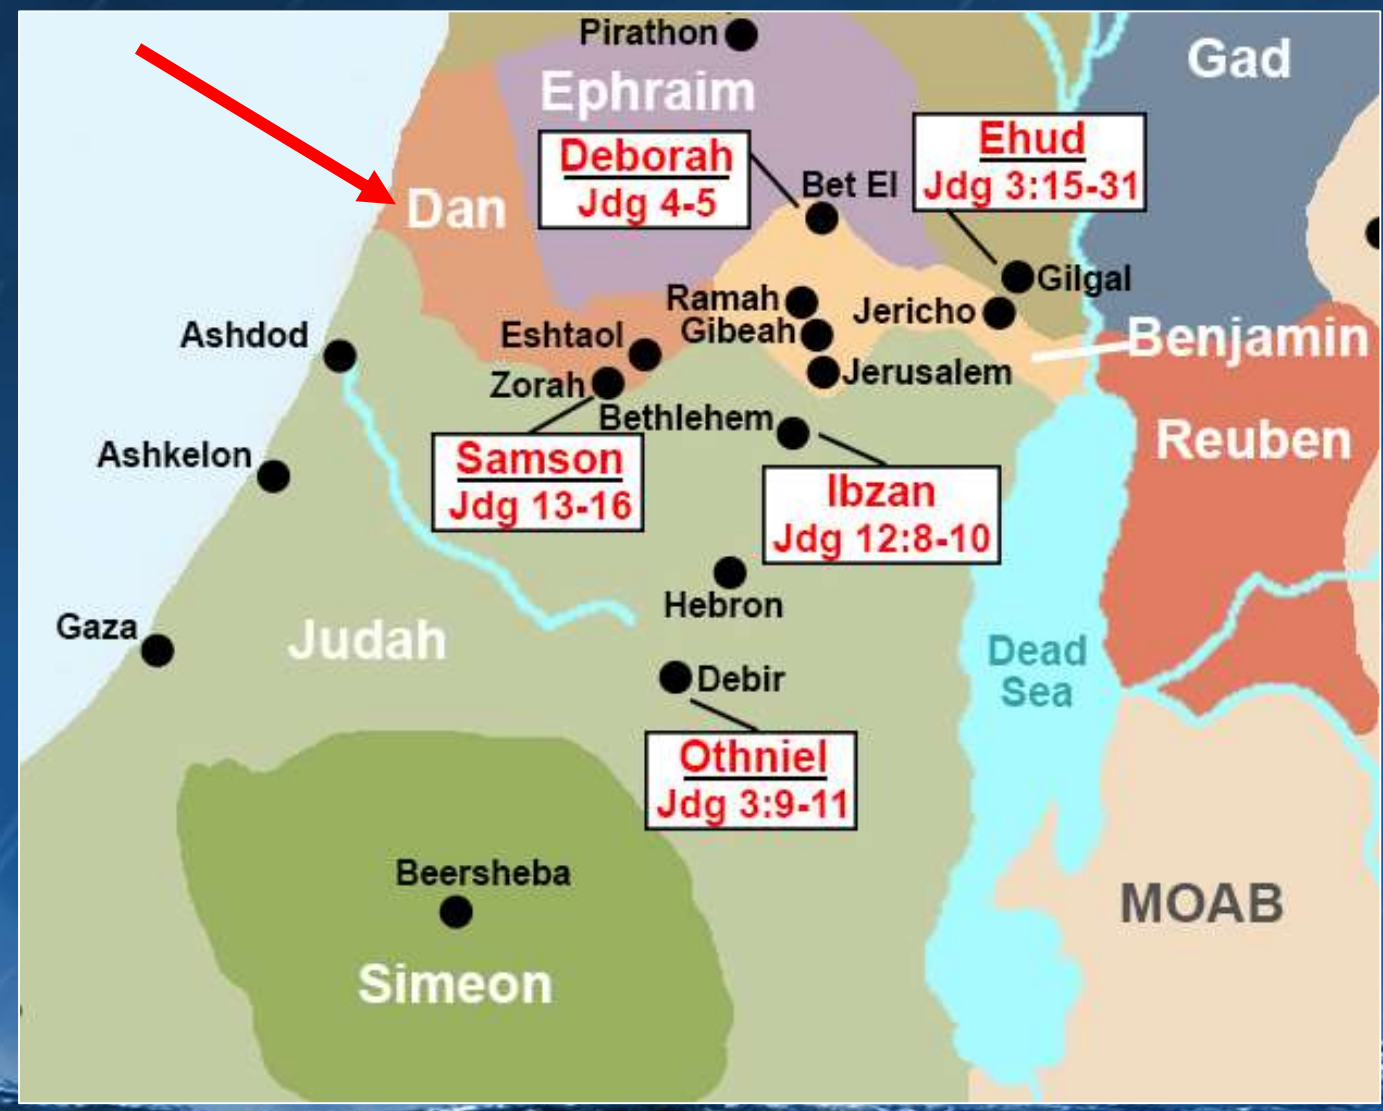 Pirathon
Gad
Ephraim
Deborah
Jdg 4-5
Ehud
Jdg 3:15-31
Bet El
Dan
Gilgal
Ramah
Jericho
Gibeah
Eshtaol
Ashdod
Benjamin
Jerusalem
Zorah
Bethlehem
Reuben
Ashkelon
Samson
Jdg 13-16
Ibzan
Jdg 12:8-10
Hebron
Gaza
Judah
Dead
Sea
Debir
Othniel
Jdg 3:9-11
Beersheba
MOAB
Simeon